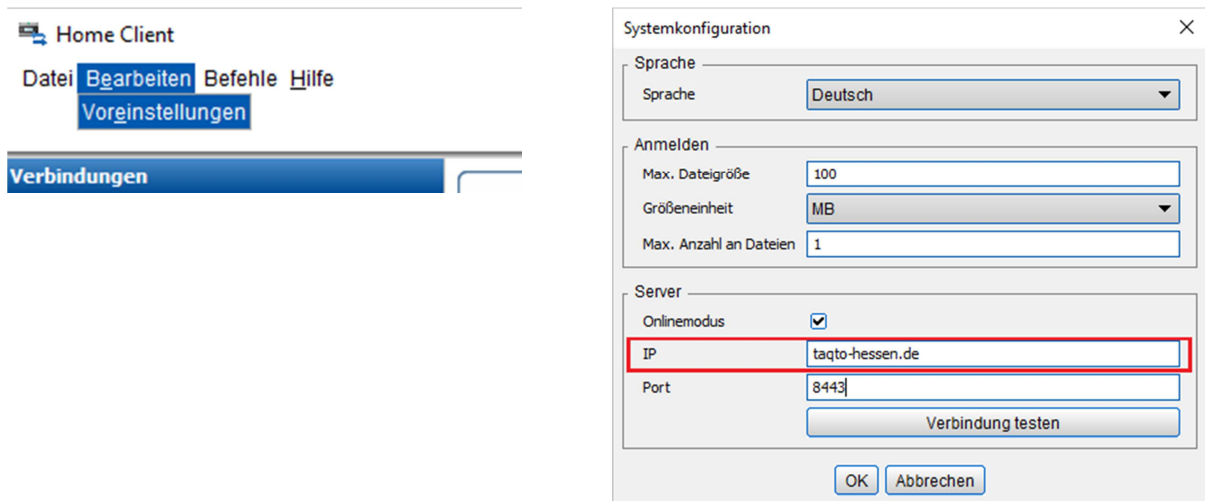 Home Client
Datei Bearbeiten Befehle Hilfe
Voreinstellungen
Verbindungen
Systemkonfiguration
Sprache
Sprache Deutsch
Anmelden
Max. Dateigröße 100
Größeneinheit MB
Max. Anzahl an Dateien 1
Server
Onlinemodus
IP taqto-hessen.de
Port 8443
Verbindung testen
OK Abbrechen